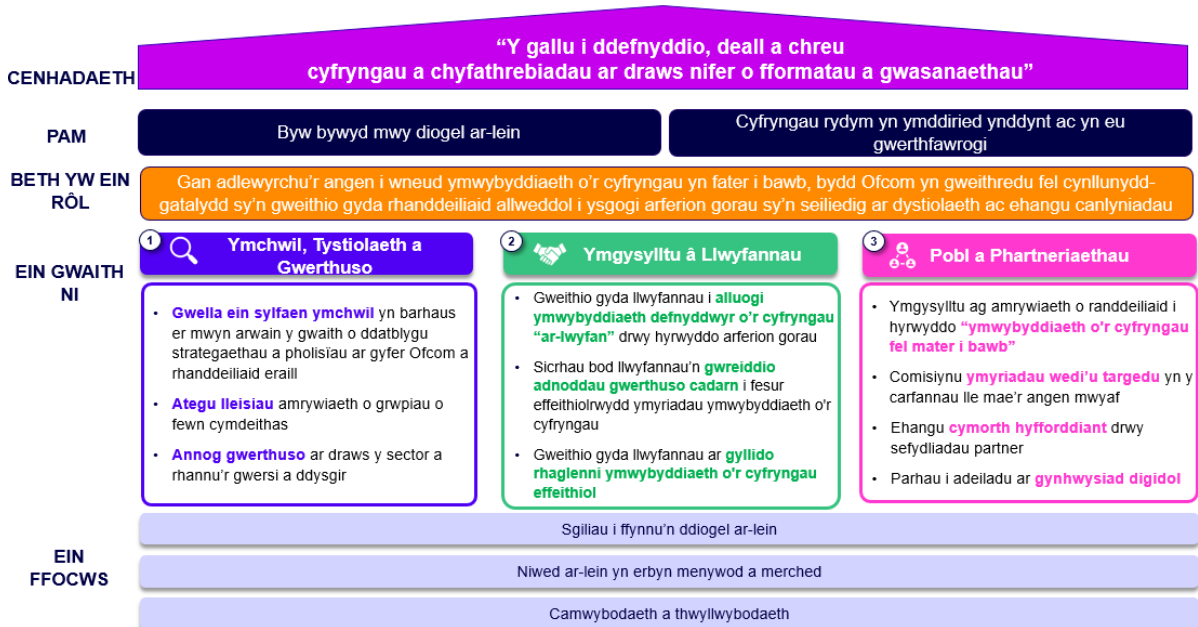 “Y gallu i ddefnyddio, deall a chreu
cyfryngau a chyfathrebiadau ar draws nifer o fformatau a gwasanaethau”
CENHADAETH
PAM
Byw bywyd mwy diogel ar-lein
Cyfryngau rydym yn ymddiried ynddynt ac yn eu
gwerthfawrogi
BETH YW EIN
RÔL
Gan adlewyrchu’r angen i wneud ymwybyddiaeth o’r cyfryngau yn fater i bawb, bydd Ofcom yn gweithredu fel cynllunydd-
gatalydd sy’n gweithio gyda rhanddeiliaid allweddol i ysgogi arferion gorau sy’n seiliedig ar dystiolaeth ac ehangu canlyniadau
EIN GWAITH
NI
1
Ymchwil, Tystiolaeth a
Gwerthuso
• Gwella ein sylfaen ymchwil yn barhaus
er mwyn arwain y gwaith o ddatblygu
strategaethau a pholisïau ar gyfer Ofcom a
rhanddeiliaid eraill
• Ategu lleisiau amrywiaeth o grwpiau o
fewn cymdeithas
• Annog gwerthuso ar draws y sector a
rhannu’r gwersi a ddysgir
2
Ymgysylltu â Llwyfannau
• Gweithio gyda llwyfannau i alluogi
ymwybyddiaeth defnyddwyr o’r cyfryngau
“ar-lwyfan” drwy hyrwyddo arferion gorau
• Sicrhau bod llwyfannau’n gwreiddio
adnoddau gwerthuso cadarn i fesur
effeithiolrwydd ymyriadau ymwybyddiaeth o'r
cyfryngau
• Gweithio gyda llwyfannau ar gyllido
rhaglenni ymwybyddiaeth o'r cyfryngau
effeithiol
3
Pobl a Phartneriaethau
• Ymgysylltu ag amrywiaeth o randdeiliaid i
hyrwyddo “ymwybyddiaeth o'r cyfryngau
fel mater i bawb”
• Comisiynu ymyriadau wedi’u targedu yn y
carfannau lle mae’r angen mwyaf
• Ehangu cymorth hyfforddiant drwy
sefydliadau partner
• Parhau i adeiladu ar gynhwysiad digidol
EIN
FFOCWS
Sgiliau i ffynnu’n ddiogel ar-lein
Niwed ar-lein yn erbyn menywod a merched
Camwybodaeth a thwyllwybodaeth